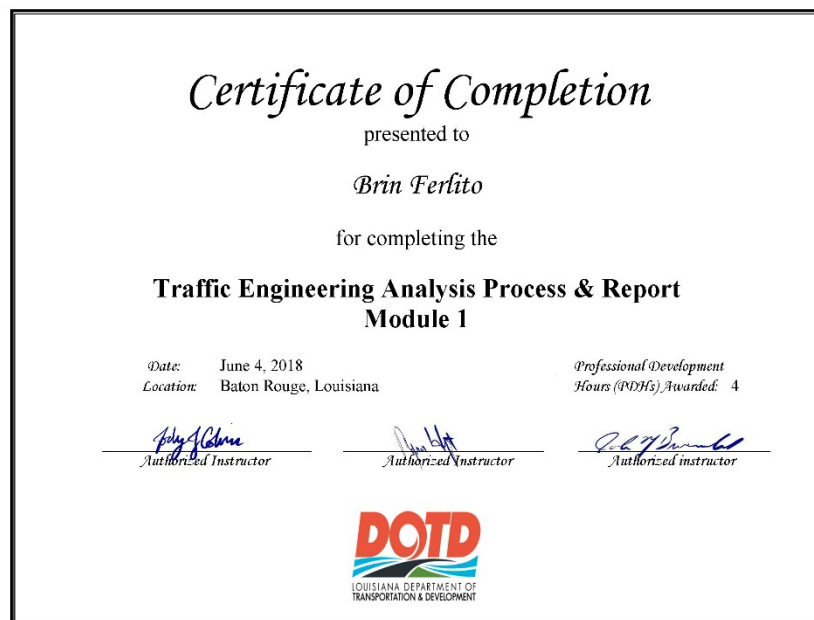 Certificate of Completion
presented to
Brin Ferlito
for completing the
Traffic Engineering Analysis Process & Report
Module 1
Date: June 4, 2018
Location: Baton Rouge, Louisiana
Professional Development
Hours (PDHs) Awarded: 4
Authorized Instructor
Authorized Instructor
Authorized instructor
DOTD
LOUISIANA DEPARTMENT OF
TRANSPORTATION & DEVELOPMENT